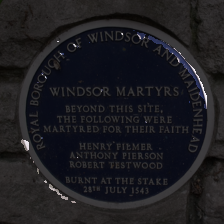 ROYAL BOROUGH OF WINDSOR AND MAIDENHEAD
WINDSOR MARTYRS
BEYOND THIS SITE,
THE FOLLOWING WERE
MARTYRED FOR THEIR FAITH
HENRY FILMER
ANTHONY PIERSON
ROBERT TESTWOOD
BURNT AT THE STAKE
28TH JULY 1543